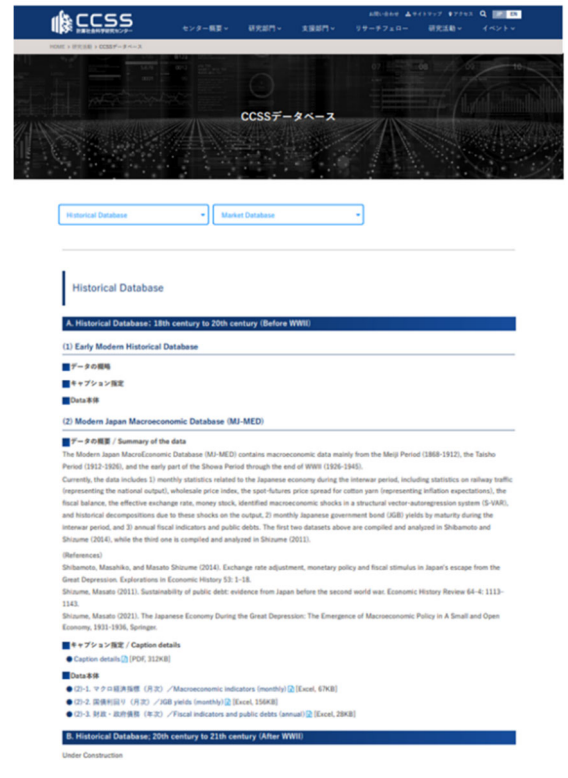 CCSS
計算社会科学研究センター
お問い合わせ サイトマップ アクセス JP EN
センター概要 研究部門 支援部門 リサーチフェロー 研究活動 イベント
HOME > 研究活動 > CCSSデータベース
CCSSデータベース
Historical Database Market Database
Historical Database
A. Historical Database: 18th century to 20th century (Before WWII)
(1) Early Modern Historical Database
■データの概略
■キャプション指定
■Data本体
(2) Modern Japan Macroeconomic Database (MJ-MED)
■データの概要 / Summary of the data
The Modern Japan MacroEconomic Database (MJ-MED) contains macroeconomic data mainly from the Meiji Period (1868-1912), the Taisho
Period (1912-1926), and the early part of the Showa Period through the end of WWII (1926-1945).
Currently, the data includes 1) monthly statistics related to the Japanese economy during the interwar period, including statistics on railway traffic
(representing the national output), wholesale price index, the spot-futures price spread for cotton yarn (representing inflation expectations), the
fiscal balance, the effective exchange rate, money stock, identified macroeconomic shocks in a structural vector-autoregression system (S-VAR),
and historical decompositions due to these shocks on the output, 2) monthly Japanese government bond (JGB) yields by maturity during the
interwar period, and 3) annual fiscal indicators and public debts. The first two datasets above are compiled and analyzed in Shibamoto and
Shizume (2014), while the third one is compiled and analyzed in Shizume (2011).
(References)
Shibamoto, Masahiko, and Masato Shizume (2014). Exchange rate adjustment, monetary policy and fiscal stimulus in Japan's escape from the
Great Depression. Explorations in Economic History 53: 1-18.
Shizume, Masato (2011). Sustainability of public debt: evidence from Japan before the second world war. Economic History Review 64-4: 1113-
1143.
Shizume, Masato (2021). The Japanese Economy During the Great Depression: The Emergence of Macroeconomic Policy in A Small and Open
Economy, 1931-1936, Springer.
■キャプション指定 / Caption details
●Caption details [PDF, 312KB]
■Data本体
●(2)-1. マクロ経済指標（月次）／Macroeconomic indicators (monthly) [Excel, 67KB]
●(2)-2. 国債利回り（月次）／JGB yields (monthly) [Excel, 156KB]
●(2)-3. 財政・政府債務（年次）／Fiscal indicators and public debts (annual) [Excel, 28KB]
B. Historical Database; 20th century to 21th century (After WWII)
Under Construction